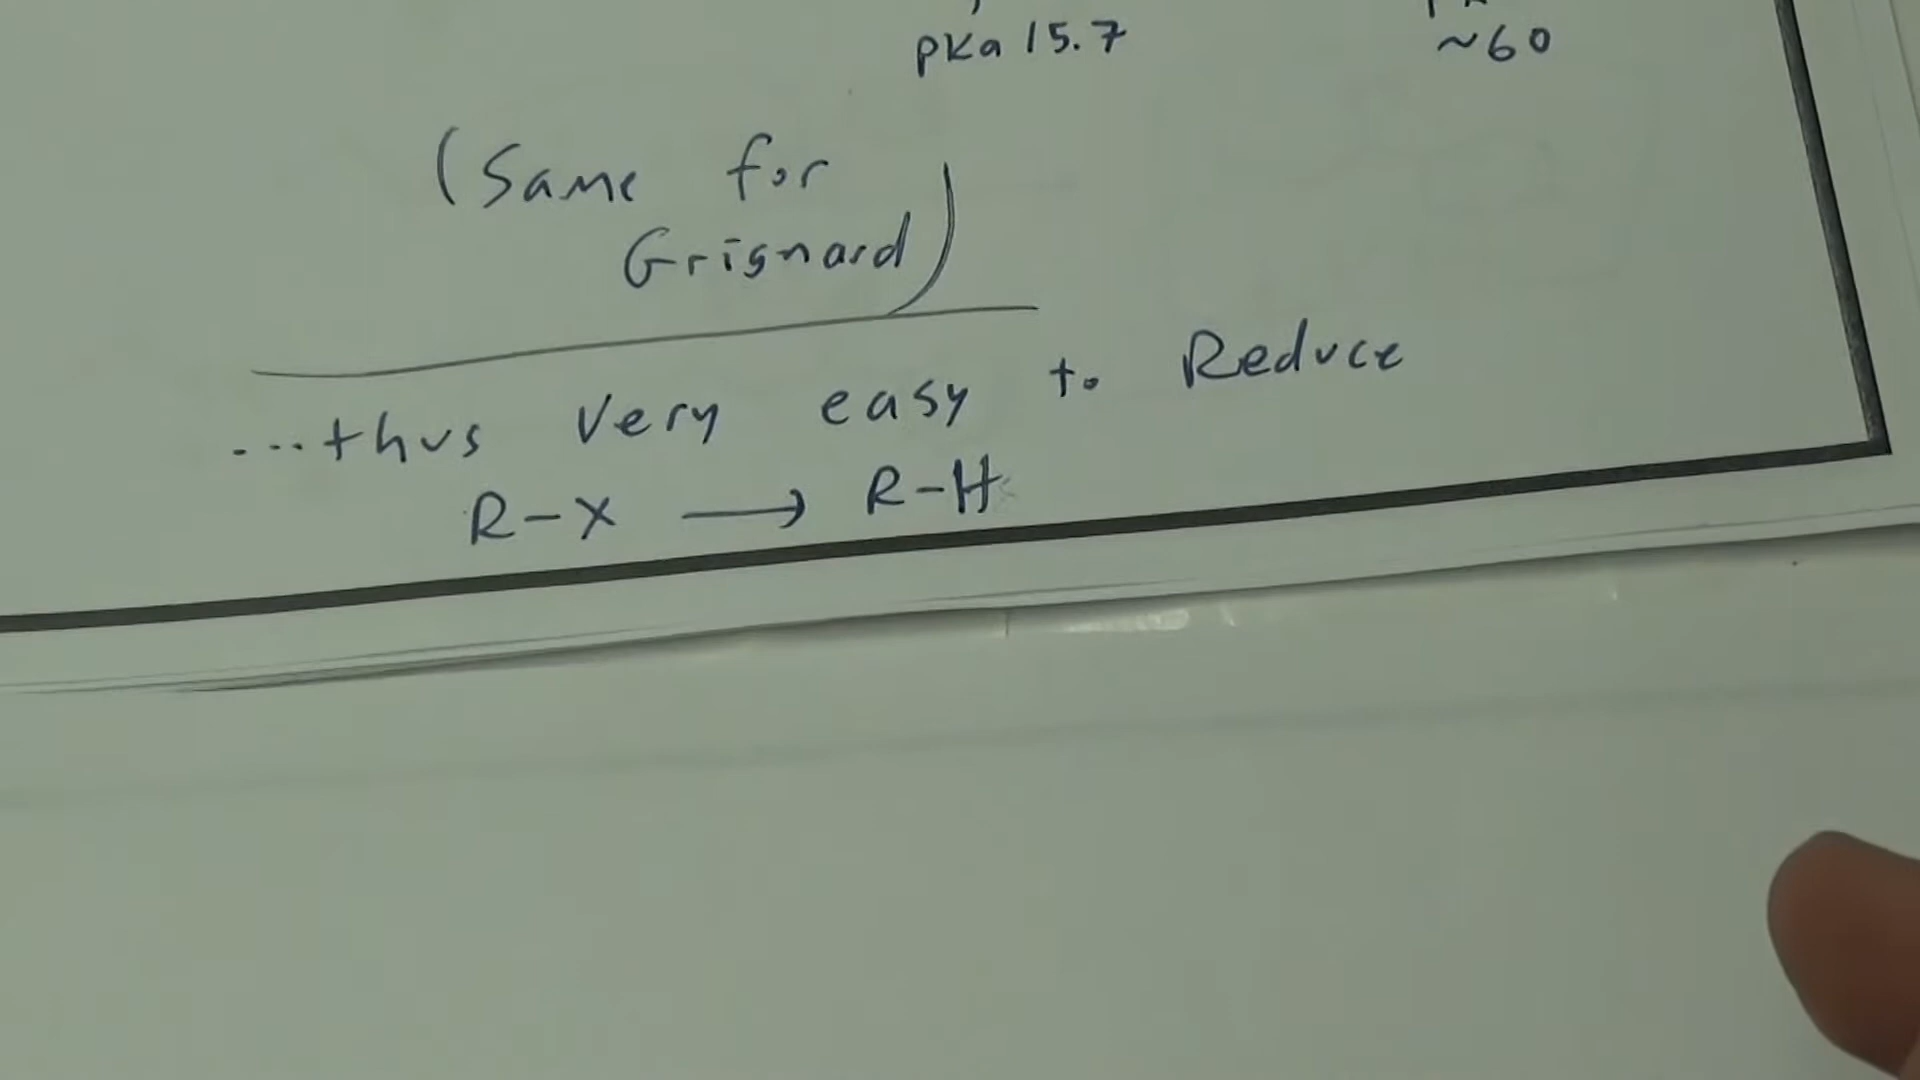 pKa 15.7 ~60
(Same for
Grignard)
...thus Very easy to Reduce
R-X → R-H